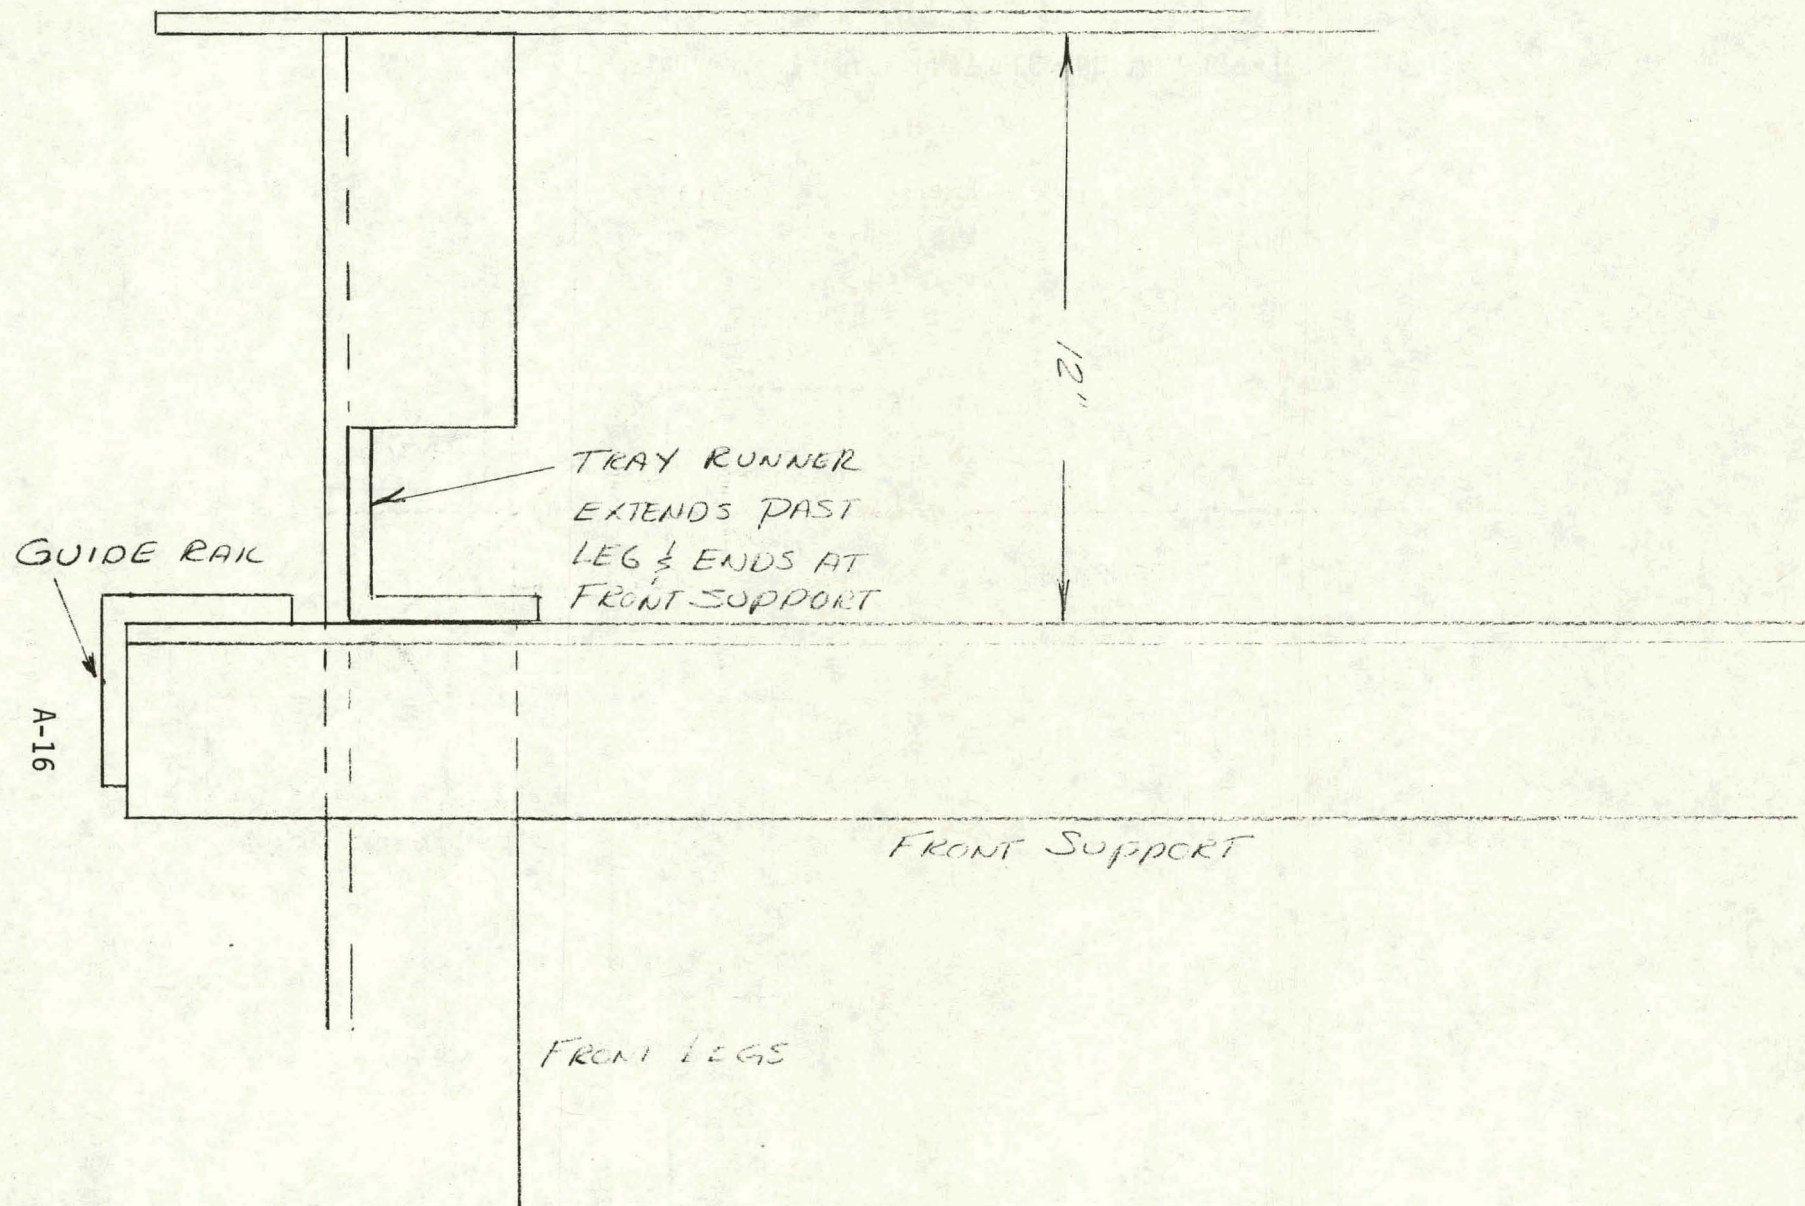 12"
TRAY RUNNER
EXTENDS PAST
LEG & ENDS AT
FRONT SUPPORT
GUIDE RAIL
A-16
FRONT SUPPORT
FRONT LEGS